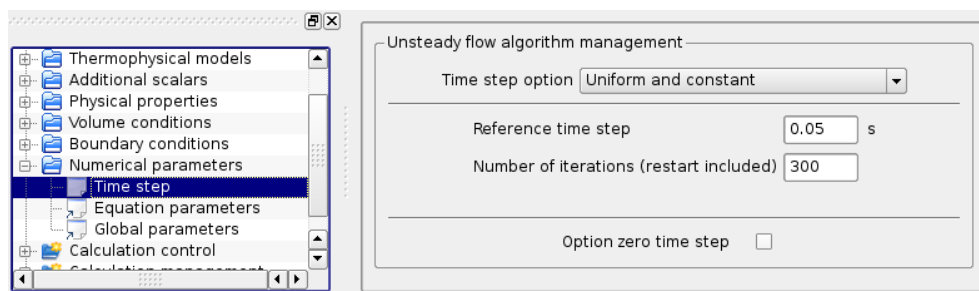 Thermophysical models
Additional scalars
Physical properties
Volume conditions
Boundary conditions
Numerical parameters
Time step
Equation parameters
Global parameters
Calculation control
Calculation management
Unsteady flow algorithm management
Time step option Uniform and constant
Reference time step 0.05 s
Number of iterations (restart included) 300
Option zero time step